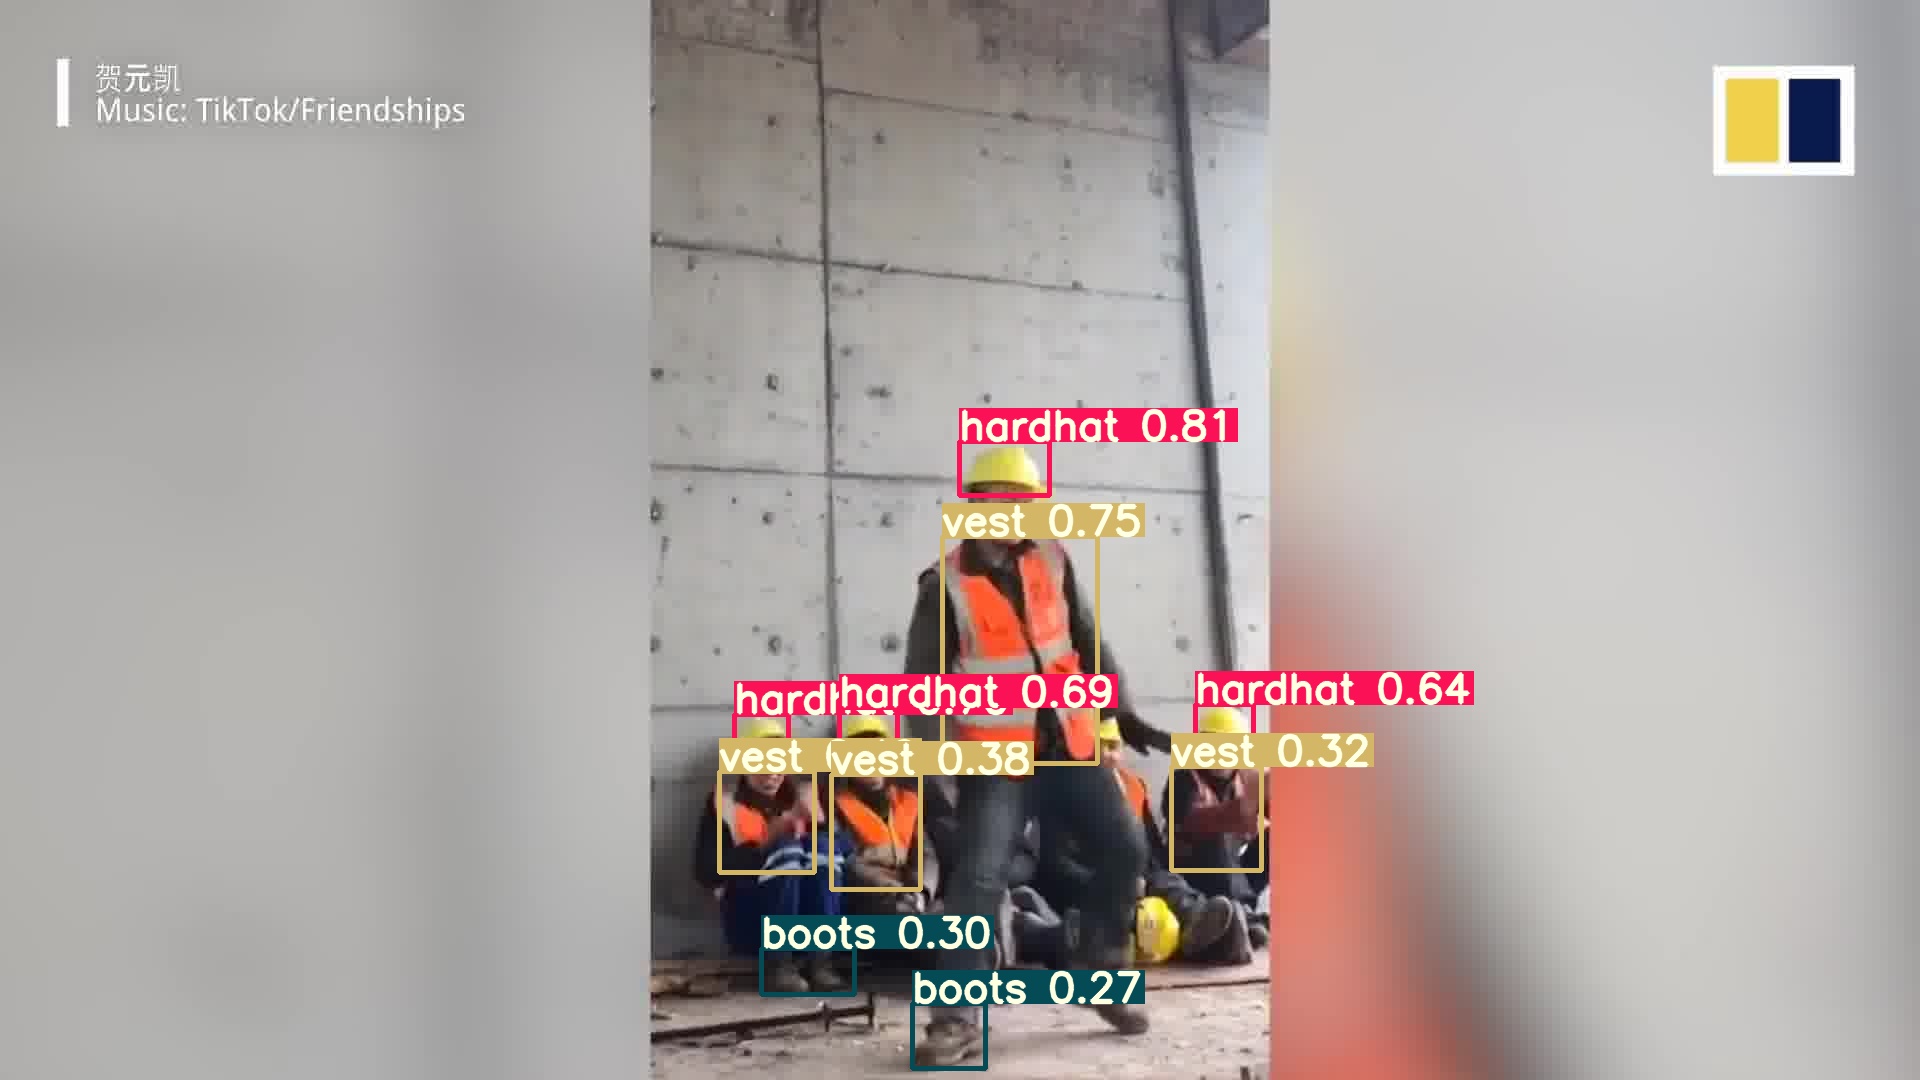 贺元凯
Music: TikTok/Friendships
hardhat 0.81
vest 0.75
hardhat 0.69
hardhat 0.64
vest
vest 0.38
vest 0.32
boots 0.30
boots 0.27